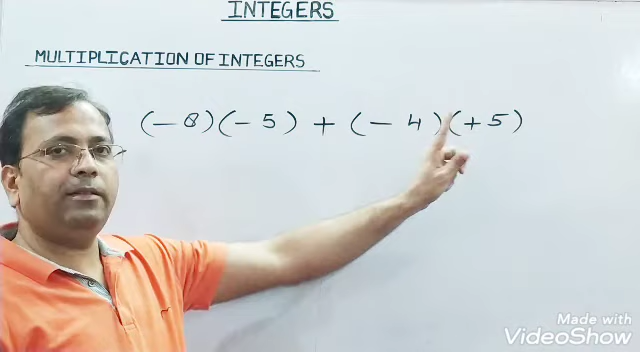 INTEGERS
MULTIPLICATION OF INTEGERS
(-8)(-5) + (-4)(+5)
Made with
VideoShow